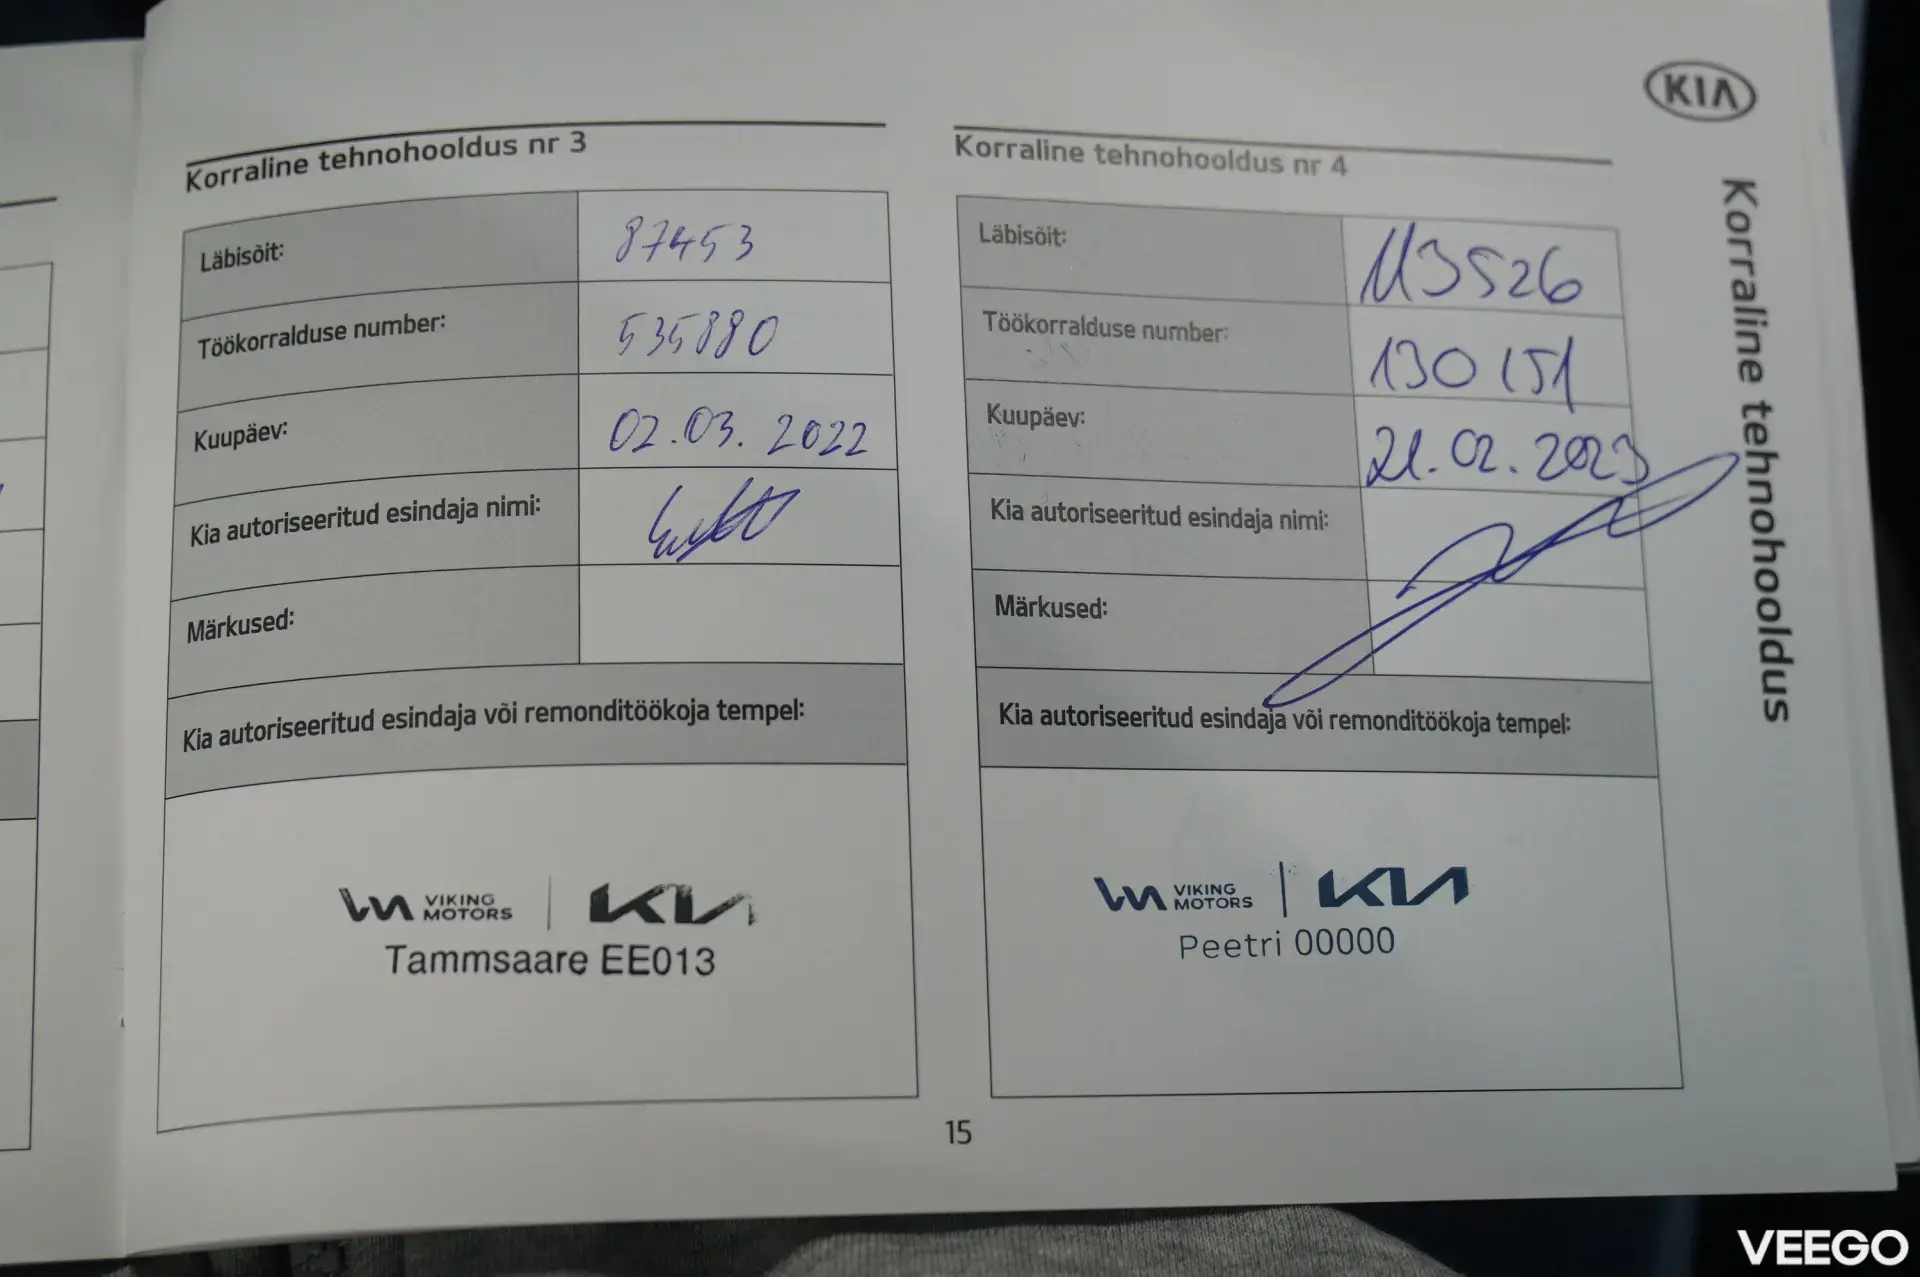 KIA
Korraline tehnohooldus
Korraline tehnohooldus nr 3
Läbisõit: 87453
Töökorralduse number: 535880
Kuupäev: 02.03.2022
Kia autoriseeritud esindaja nimi:
Märkused:
Kia autoriseeritud esindaja või remonditöökoja tempel:
VIKING MOTORS | KIA
Tammsaare EE013
Korraline tehnohooldus nr 4
Läbisõit: 113526
Töökorralduse number: 130151
Kuupäev: 21.02.2023
Kia autoriseeritud esindaja nimi:
Märkused:
Kia autoriseeritud esindaja või remonditöökoja tempel:
VIKING MOTORS | KIA
Peetri 00000
15
VEEGO